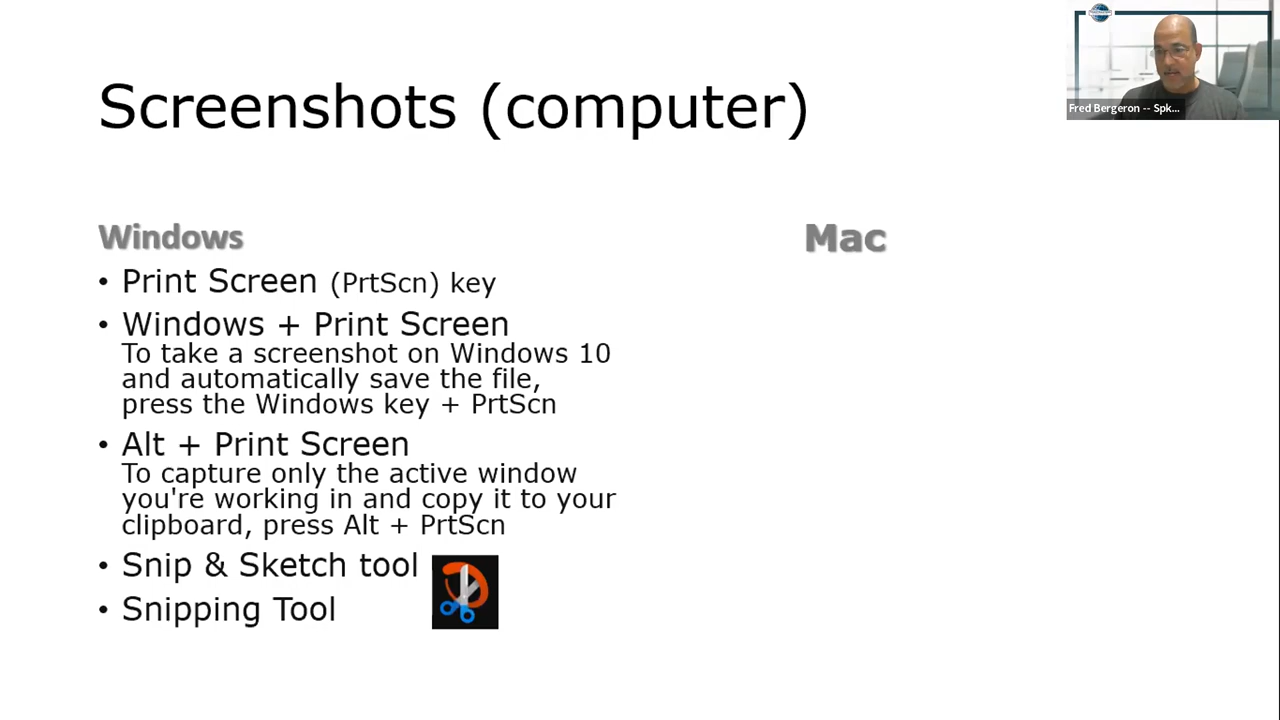 Screenshots (computer)
Fred Bergeron -- Spk...
Windows
• Print Screen (PrtScn) key
• Windows + Print Screen
To take a screenshot on Windows 10
and automatically save the file,
press the Windows key + PrtScn
• Alt + Print Screen
To capture only the active window
you're working in and copy it to your
clipboard, press Alt + PrtScn
• Snip & Sketch tool
• Snipping Tool
Mac